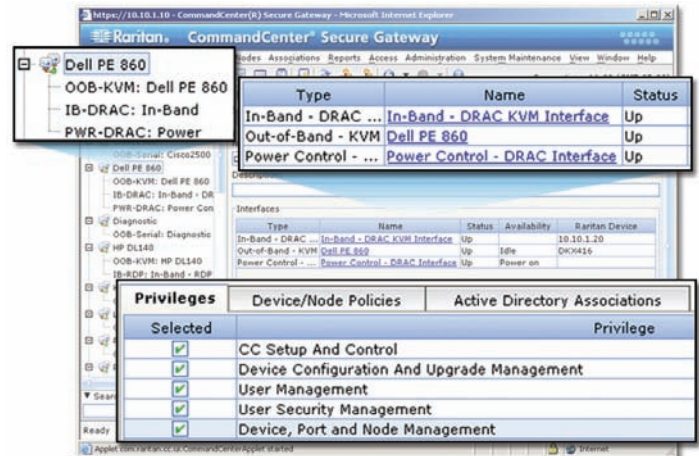 https://10.10.1.10 - CommandCenter(R) Secure Gateway - Microsoft Internet Explorer
Raritan. CommandCenter® Secure Gateway
Nodes Associations Reports Access Administration System Maintenance View Window Help
Dell PE 860
OOB-KVM: Dell PE 860
IB-DRAC: In-Band
PWR-DRAC: Power
Type Name Status
In-Band - DRAC ... In-Band - DRAC KVM Interface Up
Out-of-Band - KVM Dell PE 860 Up
Power Control - ... Power Control - DRAC Interface Up
OOB-Serial: Cisco2500
Dell PE 860
OOB-KVM: Dell PE 860
IB-DRAC: In-Band - DR
PWR-DRAC: Power Con
Diagnostic
OOB-Serial: Diagnostic
HP DL140
OOB-KVM: HP DL140
IB-RDP: In-Band - RDP
Interfaces
Type Name Status Availability Raritan Device
In-Band - DRAC ... In-Band - DRAC KVM Interface Up 10.10.1.20
Out-of-Band - KVM Dell PE 860 Up Idle DKX416
Power Control - ... Power Control - DRAC Interface Up Power on
Privileges Device/Node Policies Active Directory Associations
Selected Privilege
CC Setup And Control
Device Configuration And Upgrade Management
User Management
User Security Management
Device, Port and Node Management
Ready
Applet com.raritan.cc.ui.CommandCenterApplet started Internet